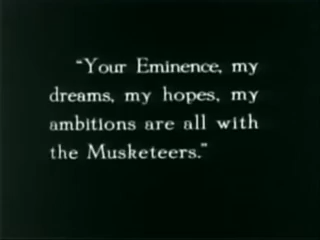 "Your Eminence, my
dreams, my hopes, my
ambitions are all with
the Musketeers."